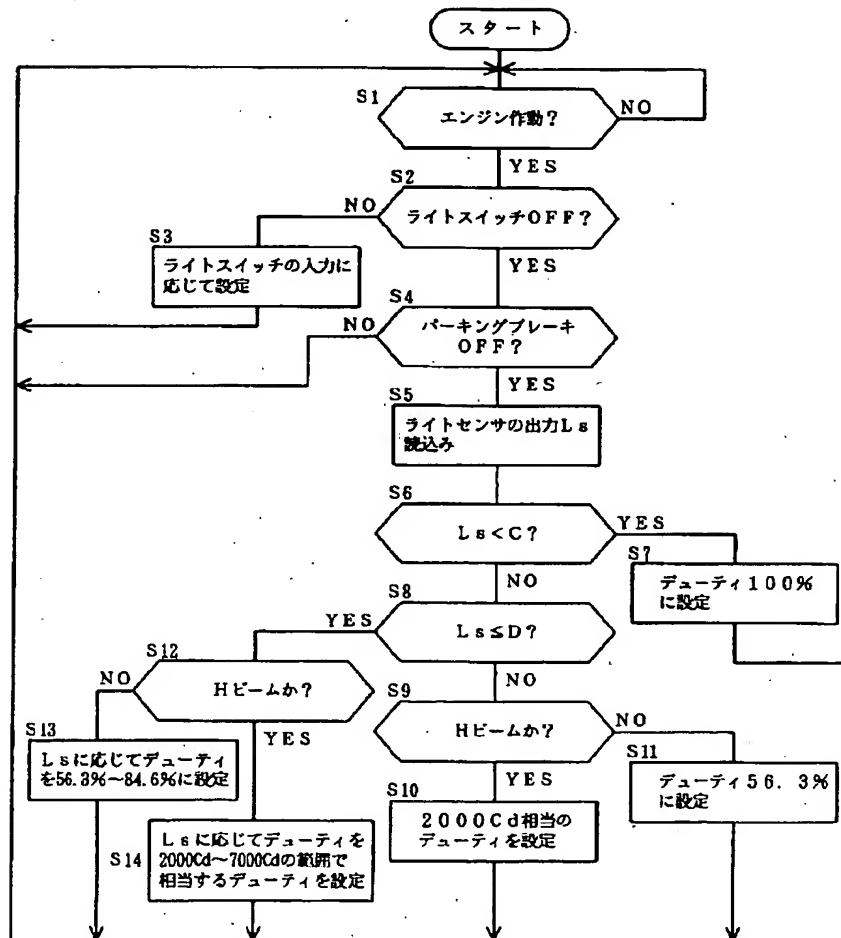 スタート
S1
エンジン作動？
NO
YES
S2
NO
ライトスイッチOFF？
S3
ライトスイッチの入力に
応じて設定
YES
S4
NO
パーキングブレーキ
OFF？
YES
S5
ライトセンサの出力Ls
読込み
S6
Ls＜C？
YES
S7
デューティ100%
に設定
NO
S8
YES
Ls≦D？
S12
NO
Hビームか？
NO
S9
Hビームか？
NO
S13
Lsに応じてデューティ
を56.3%～84.6%に設定
YES
S11
デューティ56.3%
に設定
YES
S10
2000Cd相当の
デューティを設定
S14
Lsに応じてデューティを
2000Cd～7000Cdの範囲で
相当するデューティを設定